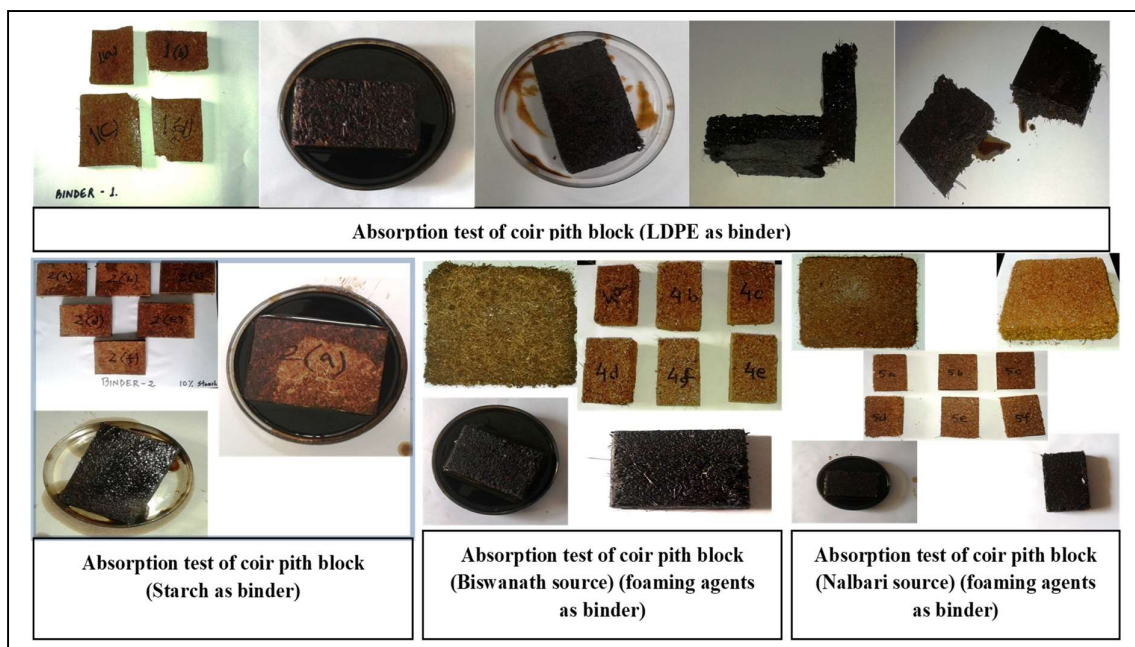 1(a) 1(b)
1(c) 1(d)
BINDER - 1.
Absorption test of coir pith block (LDPE as binder)
2(a) 2(b)
2(d) 2(e)
2(f)
BINDER-2 10% Starch
2(a)
4b 4c
4d 4f 4e
5a 5b 5c
5d 5e 5f
Absorption test of coir pith block
(Starch as binder)
Absorption test of coir pith block
(Biswanath source) (foaming agents
as binder)
Absorption test of coir pith block
(Nalbari source) (foaming agents
as binder)